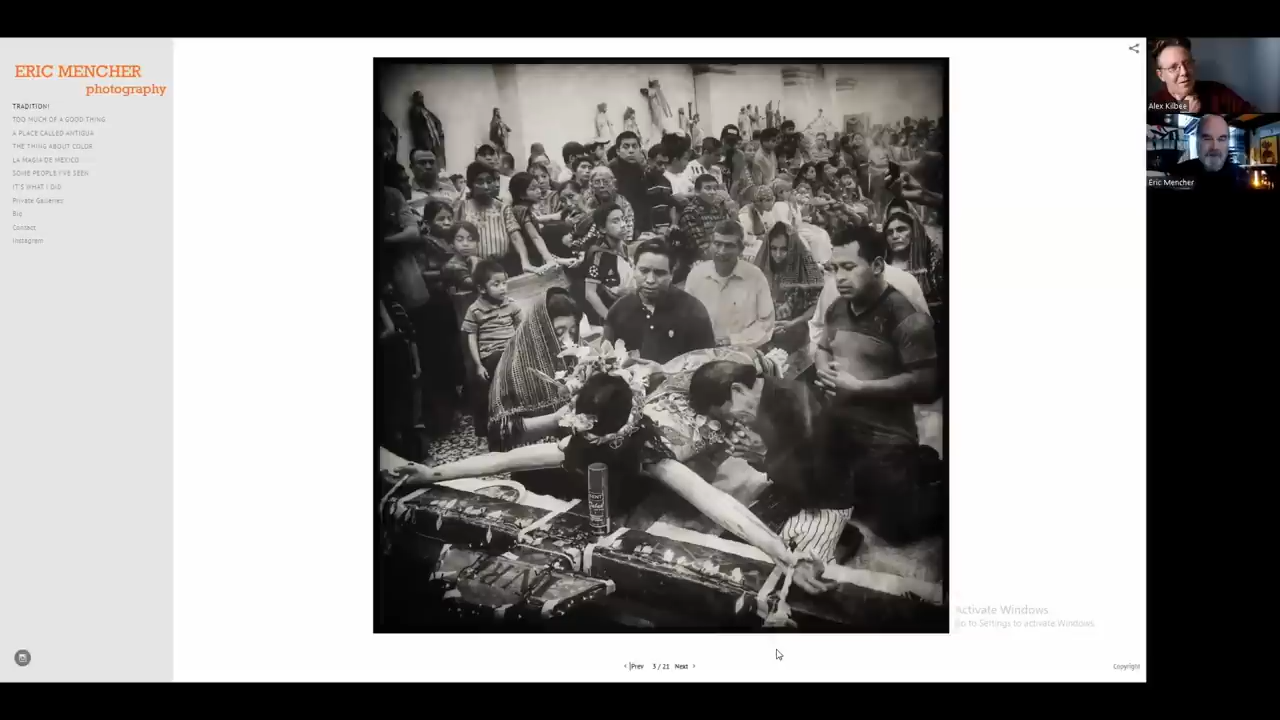 ERIC MENCHER
photography
TRADITION!
TOO MUCH OF A GOOD THING
A PLACE CALLED ANTIGUA
THE THING ABOUT COLOR
LA MAGIA DE MEXICO
SOME PEOPLE I'VE SEEN
IT'S WHAT I DID
Private Galleries
Bio
Contact
Instagram
Alex Kilbee
Eric Mencher
Activate Windows
Go to Settings to activate Windows.
‹ Prev 3 / 21 Next ›
Copyright